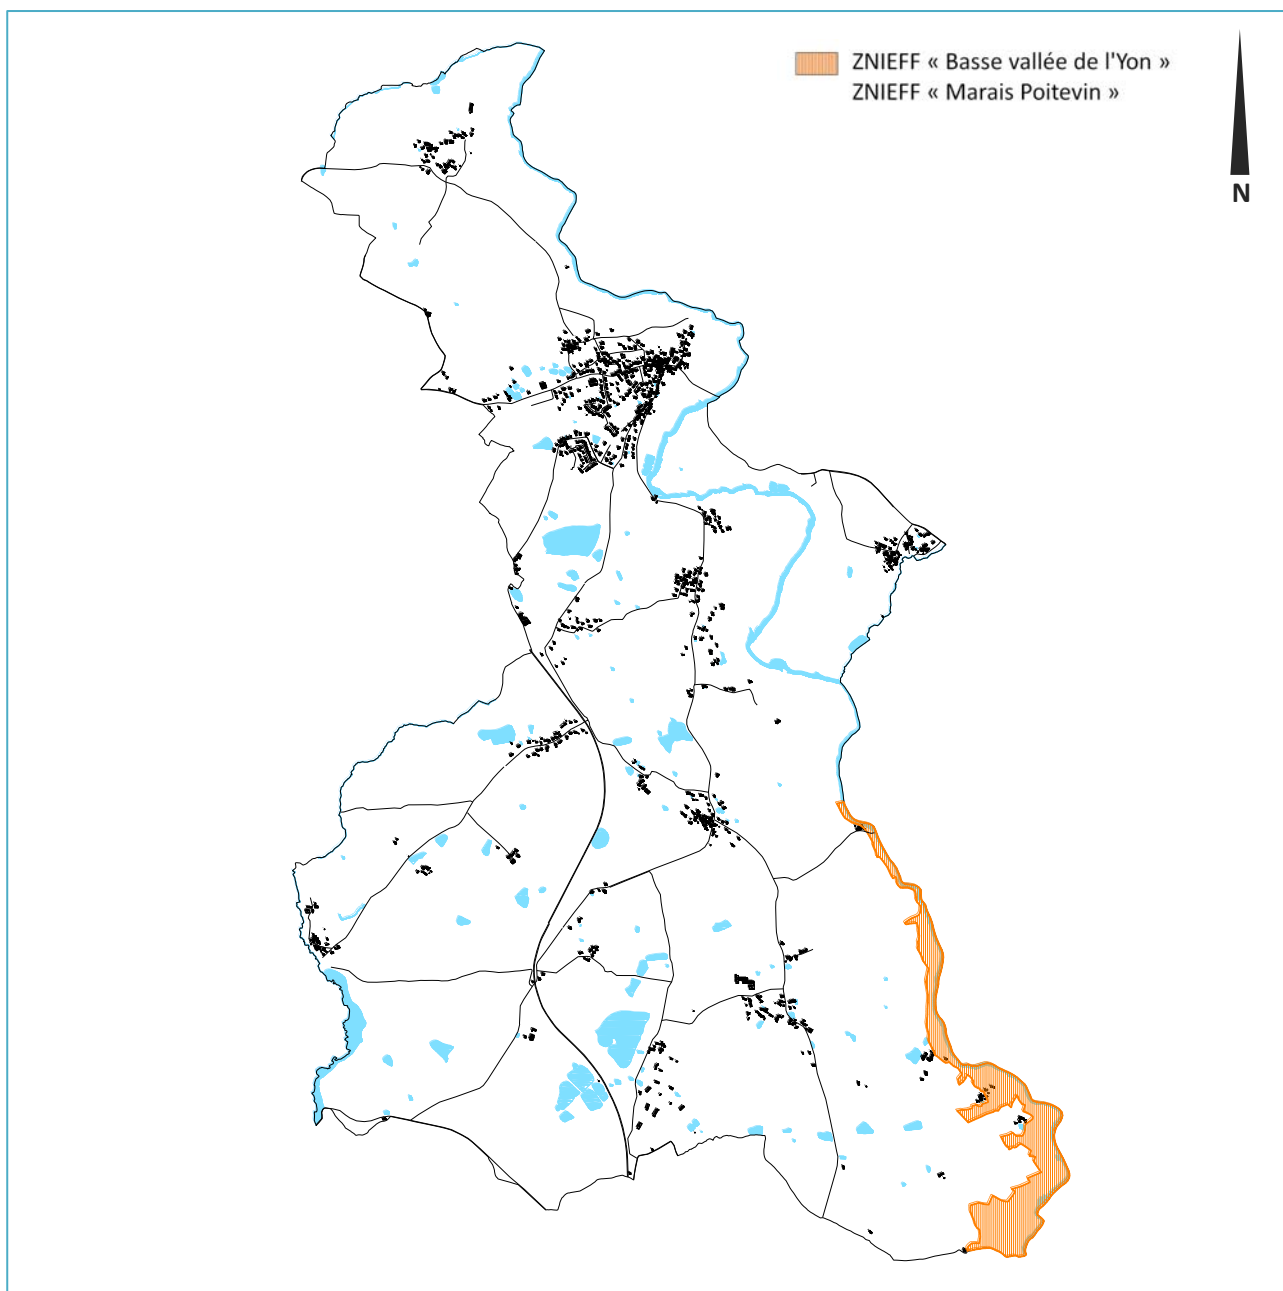 ZNIEFF « Basse vallée de l'Yon »
ZNIEFF « Marais Poitevin »
N